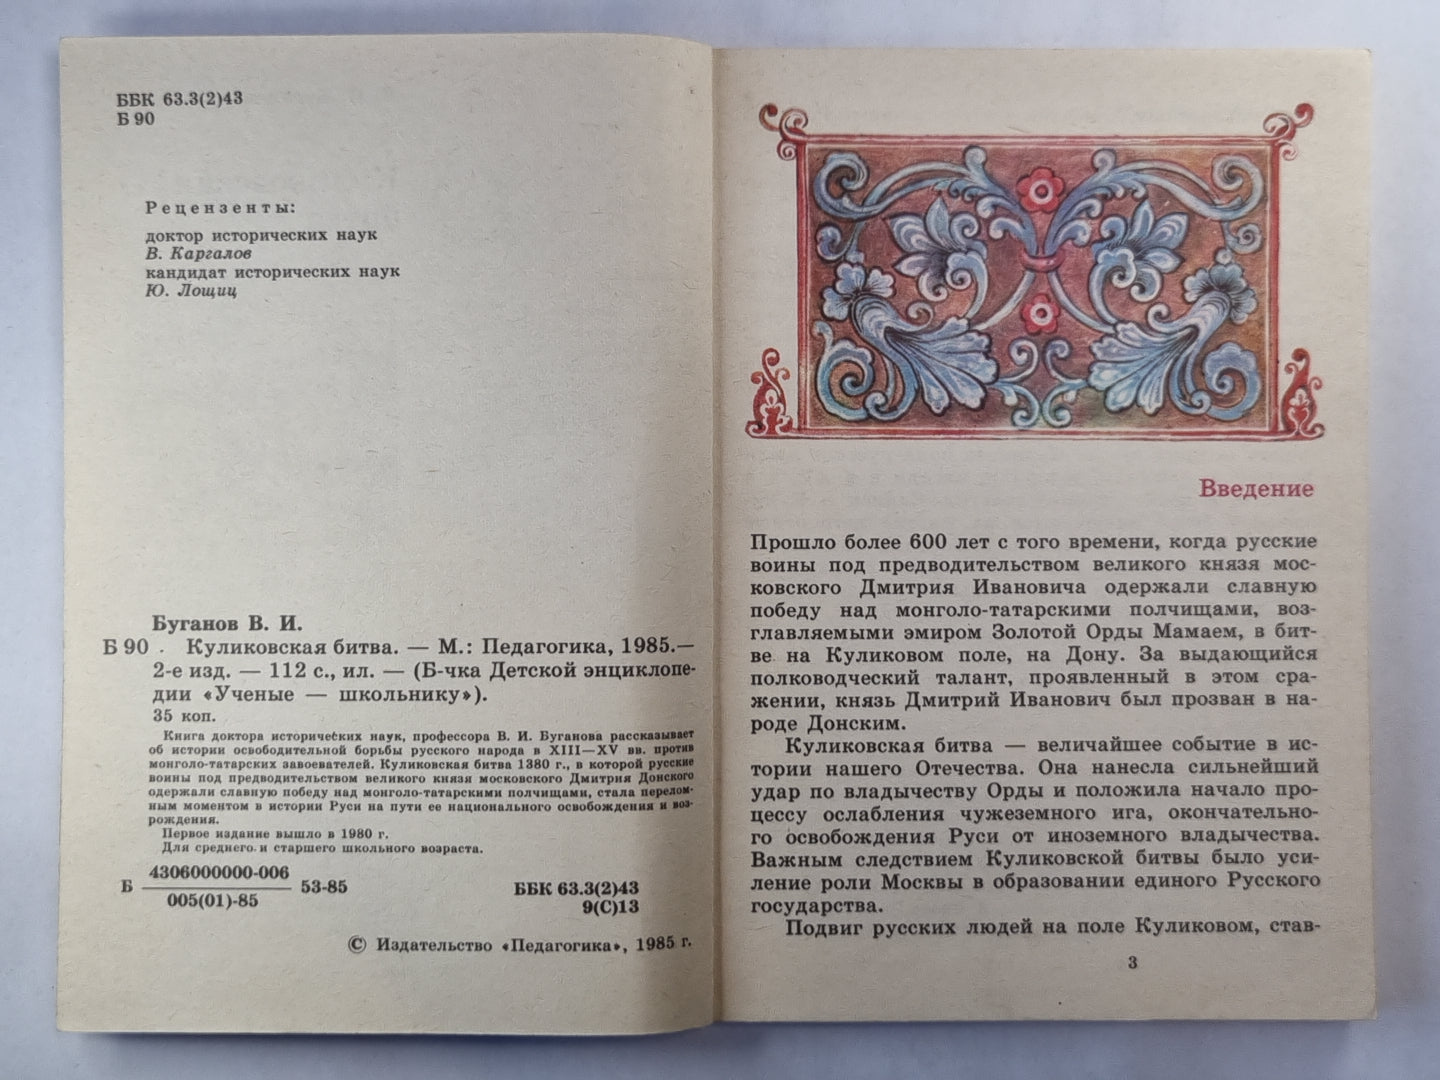 ББК 63.3(2)43
Б 90
Рецензенты:
доктор исторических наук
В. Каргалов
кандидат исторических наук
Ю. Лощиц
Буганов В. И.
Б 90 Куликовская битва. — М.: Педагогика, 1985.—
2-е изд. — 112 с., ил. — (Б-чка Детской энциклопе-
дии «Ученые — школьнику»).
35 коп.
Книга доктора исторических наук, профессора В. И. Буганова рассказывает
об истории освободительной борьбы русского народа в XIII—XV вв. против
монголо-татарских завоевателей. Куликовская битва 1380 г., в которой русские
воины под предводительством великого князя московского Дмитрия Донского
одержали славную победу над монголо-татарскими полчищами, стала перелом-
ным моментом в истории Руси на пути ее национального освобождения и воз-
рождения.
Первое издание вышло в 1980 г.
Для среднего и старшего школьного возраста.
Б 4306000000-006 53-85
005(01)-85
ББК 63.3(2)43
9(С)13
© Издательство «Педагогика», 1985 г.
Введение
Прошло более 600 лет с того времени, когда русские
воины под предводительством великого князя мос-
ковского Дмитрия Ивановича одержали славную
победу над монголо-татарскими полчищами, воз-
главляемыми эмиром Золотой Орды Мамаем, в бит-
ве на Куликовом поле, на Дону. За выдающийся
полководческий талант, проявленный в этом сра-
жении, князь Дмитрий Иванович был прозван в на-
роде Донским.
Куликовская битва — величайшее событие в ис-
тории нашего Отечества. Она нанесла сильнейший
удар по владычеству Орды и положила начало про-
цессу ослабления чужеземного ига, окончательно-
го освобождения Руси от иноземного владычества.
Важным следствием Куликовской битвы было уси-
ление роли Москвы в образовании единого Русского
государства.
Подвиг русских людей на поле Куликовом, став-
3